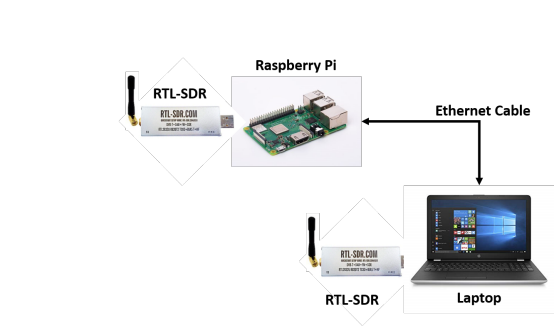 Raspberry Pi
RTL-SDR
RTL-SDR.COM
Ethernet Cable
RTL-SDR.COM
RTL-SDR
Laptop